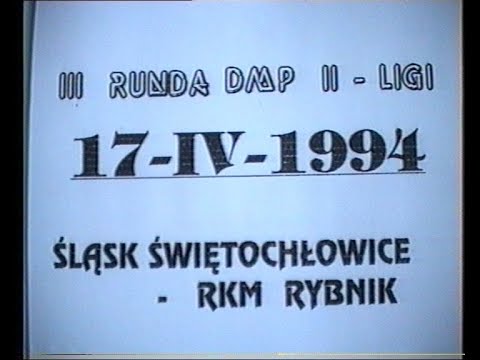 III RUNDA DMP II - LIGI
17-IV-1994
ŚLĄSK ŚWIĘTOCHŁOWICE
- RKM RYBNIK